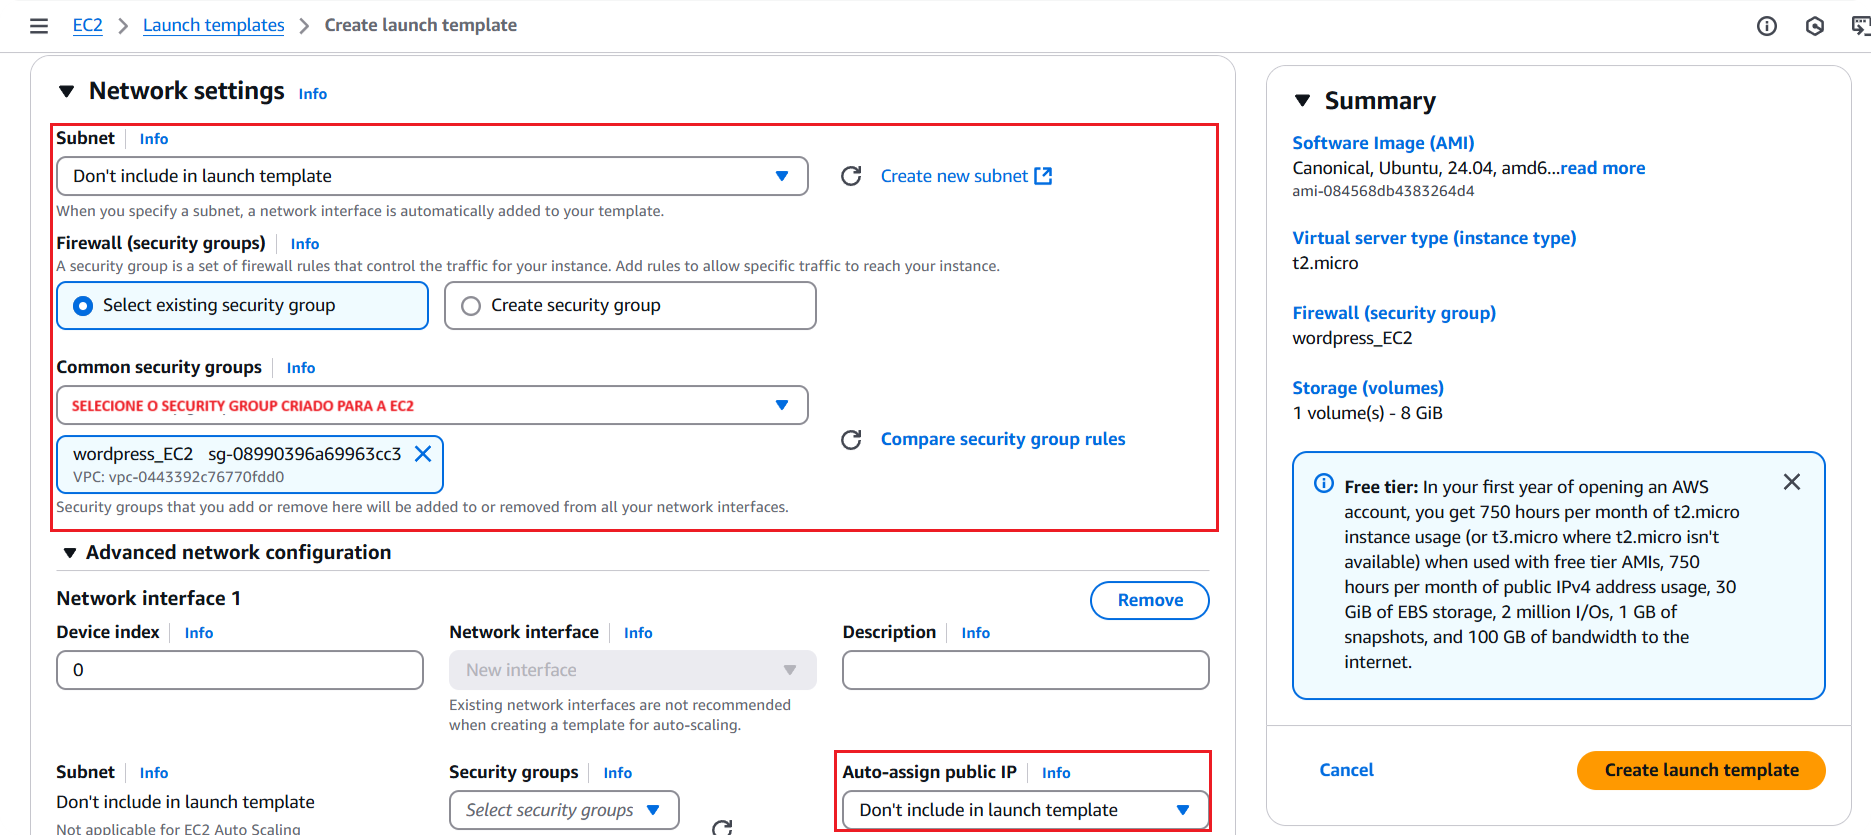 EC2 > Launch templates > Create launch template
Network settings Info
Subnet Info
Don't include in launch template
Create new subnet
When you specify a subnet, a network interface is automatically added to your template.
Firewall (security groups) Info
A security group is a set of firewall rules that control the traffic for your instance. Add rules to allow specific traffic to reach your instance.
Select existing security group
Create security group
Common security groups Info
SELECIONE O SECURITY GROUP CRIADO PARA A EC2
wordpress_EC2 sg-08990396a69963cc3
VPC: vpc-0443392c76770fdd0
Compare security group rules
Security groups that you add or remove here will be added to or removed from all your network interfaces.
Advanced network configuration
Network interface 1
Remove
Device index Info
0
Network interface Info
New interface
Existing network interfaces are not recommended
when creating a template for auto-scaling.
Description Info
Subnet Info
Don't include in launch template
Not applicable for EC2 Auto Scaling
Security groups Info
Select security groups
Auto-assign public IP Info
Don't include in launch template
Summary
Software Image (AMI)
Canonical, Ubuntu, 24.04, amd6...read more
ami-084568db4383264d4
Virtual server type (instance type)
t2.micro
Firewall (security group)
wordpress_EC2
Storage (volumes)
1 volume(s) - 8 GiB
Free tier: In your first year of opening an AWS
account, you get 750 hours per month of t2.micro
instance usage (or t3.micro where t2.micro isn't
available) when used with free tier AMIs, 750
hours per month of public IPv4 address usage, 30
GiB of EBS storage, 2 million I/Os, 1 GB of
snapshots, and 100 GB of bandwidth to the
internet.
Cancel
Create launch template